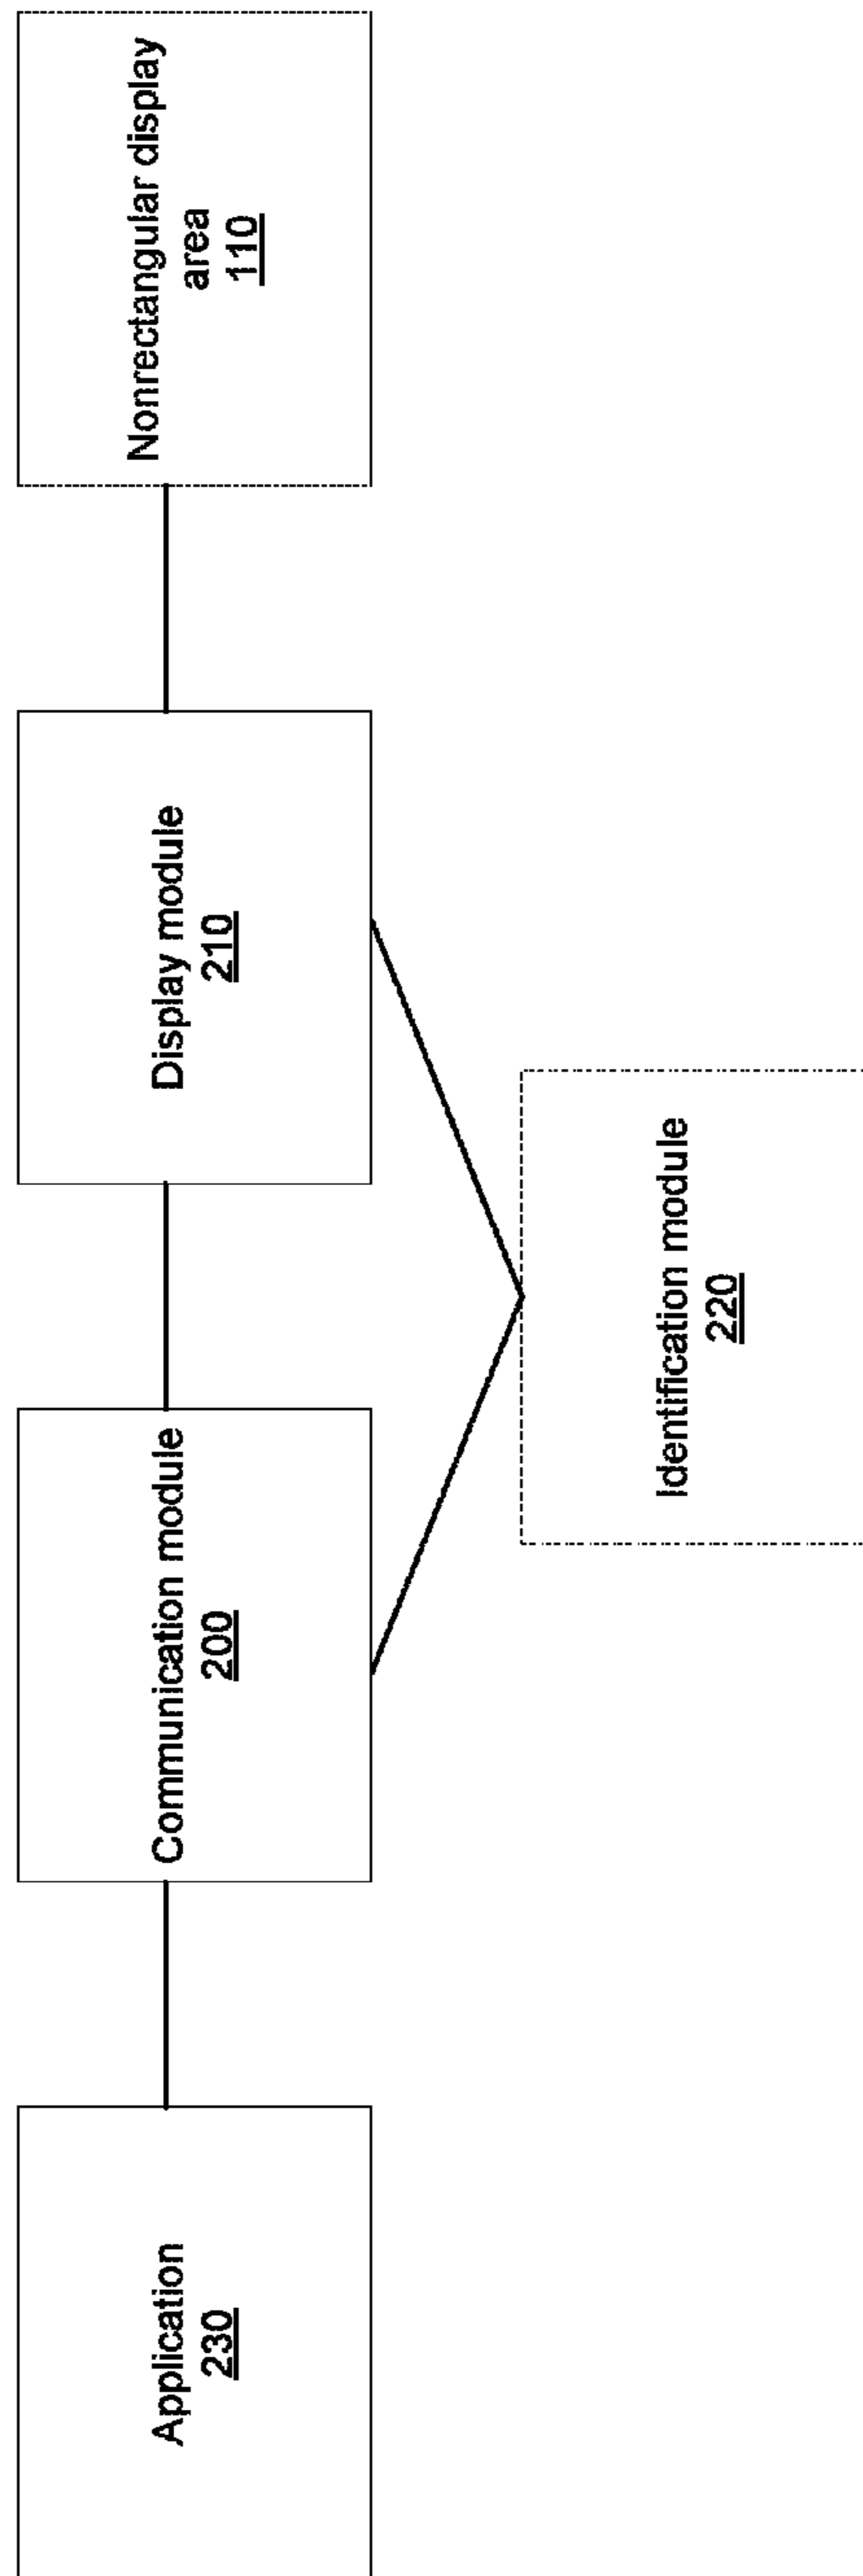 Application
230
Communication module
200
Display module
210
Nonrectangular display
area
110
Identification module
220